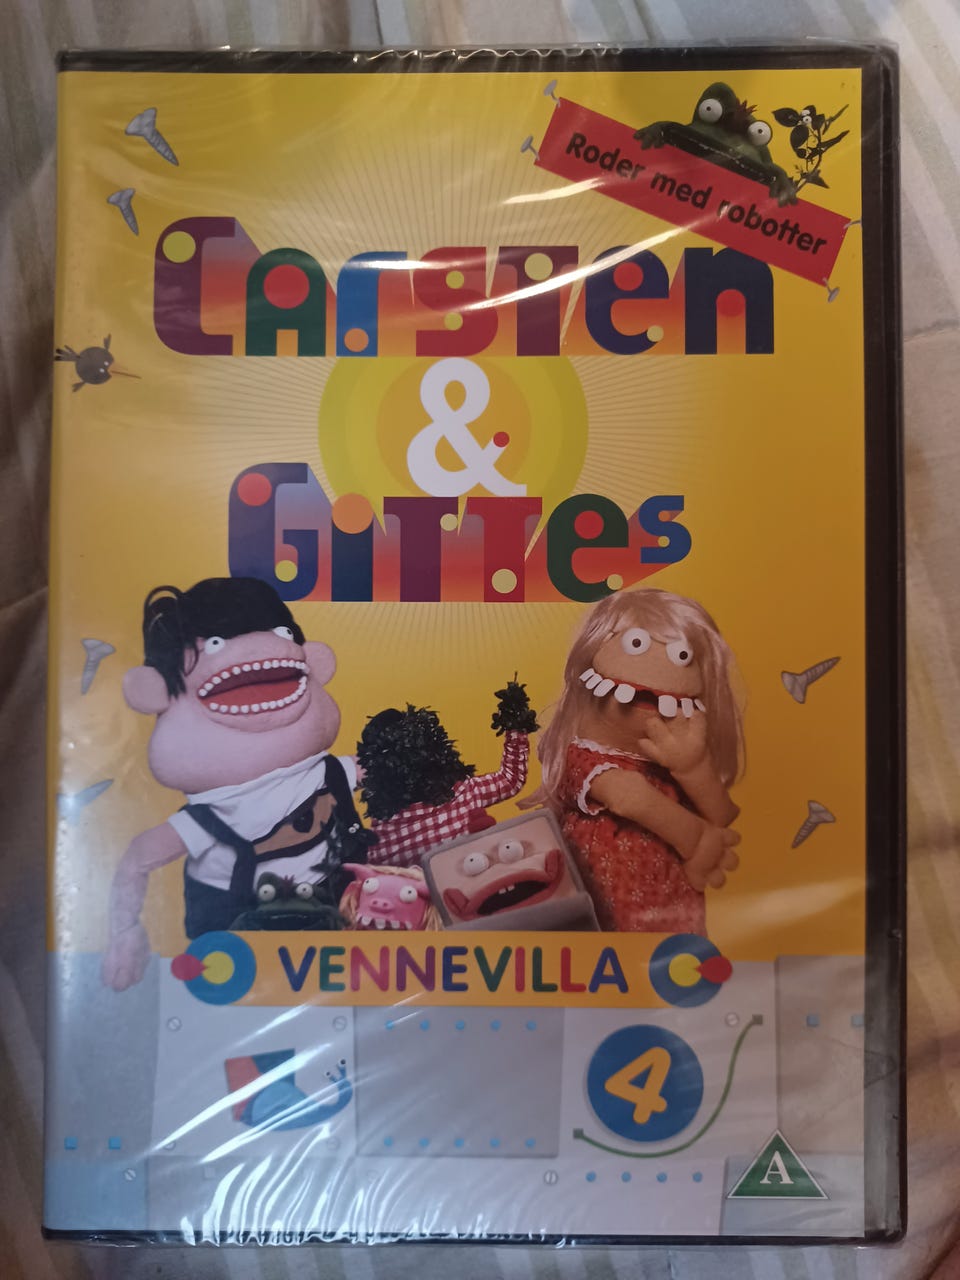 Roder med robotter
Carsten
&
Gittes
VENNEVILLA
4
A